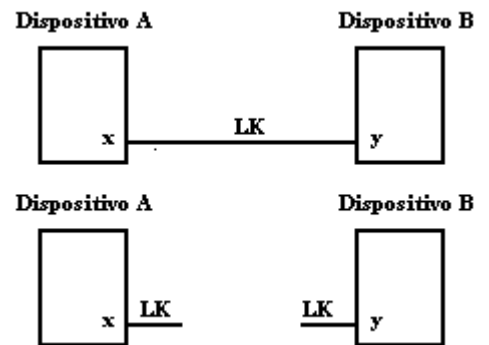 Dispositivo A Dispositivo B
LK
x y
Dispositivo A Dispositivo B
LK LK
x y